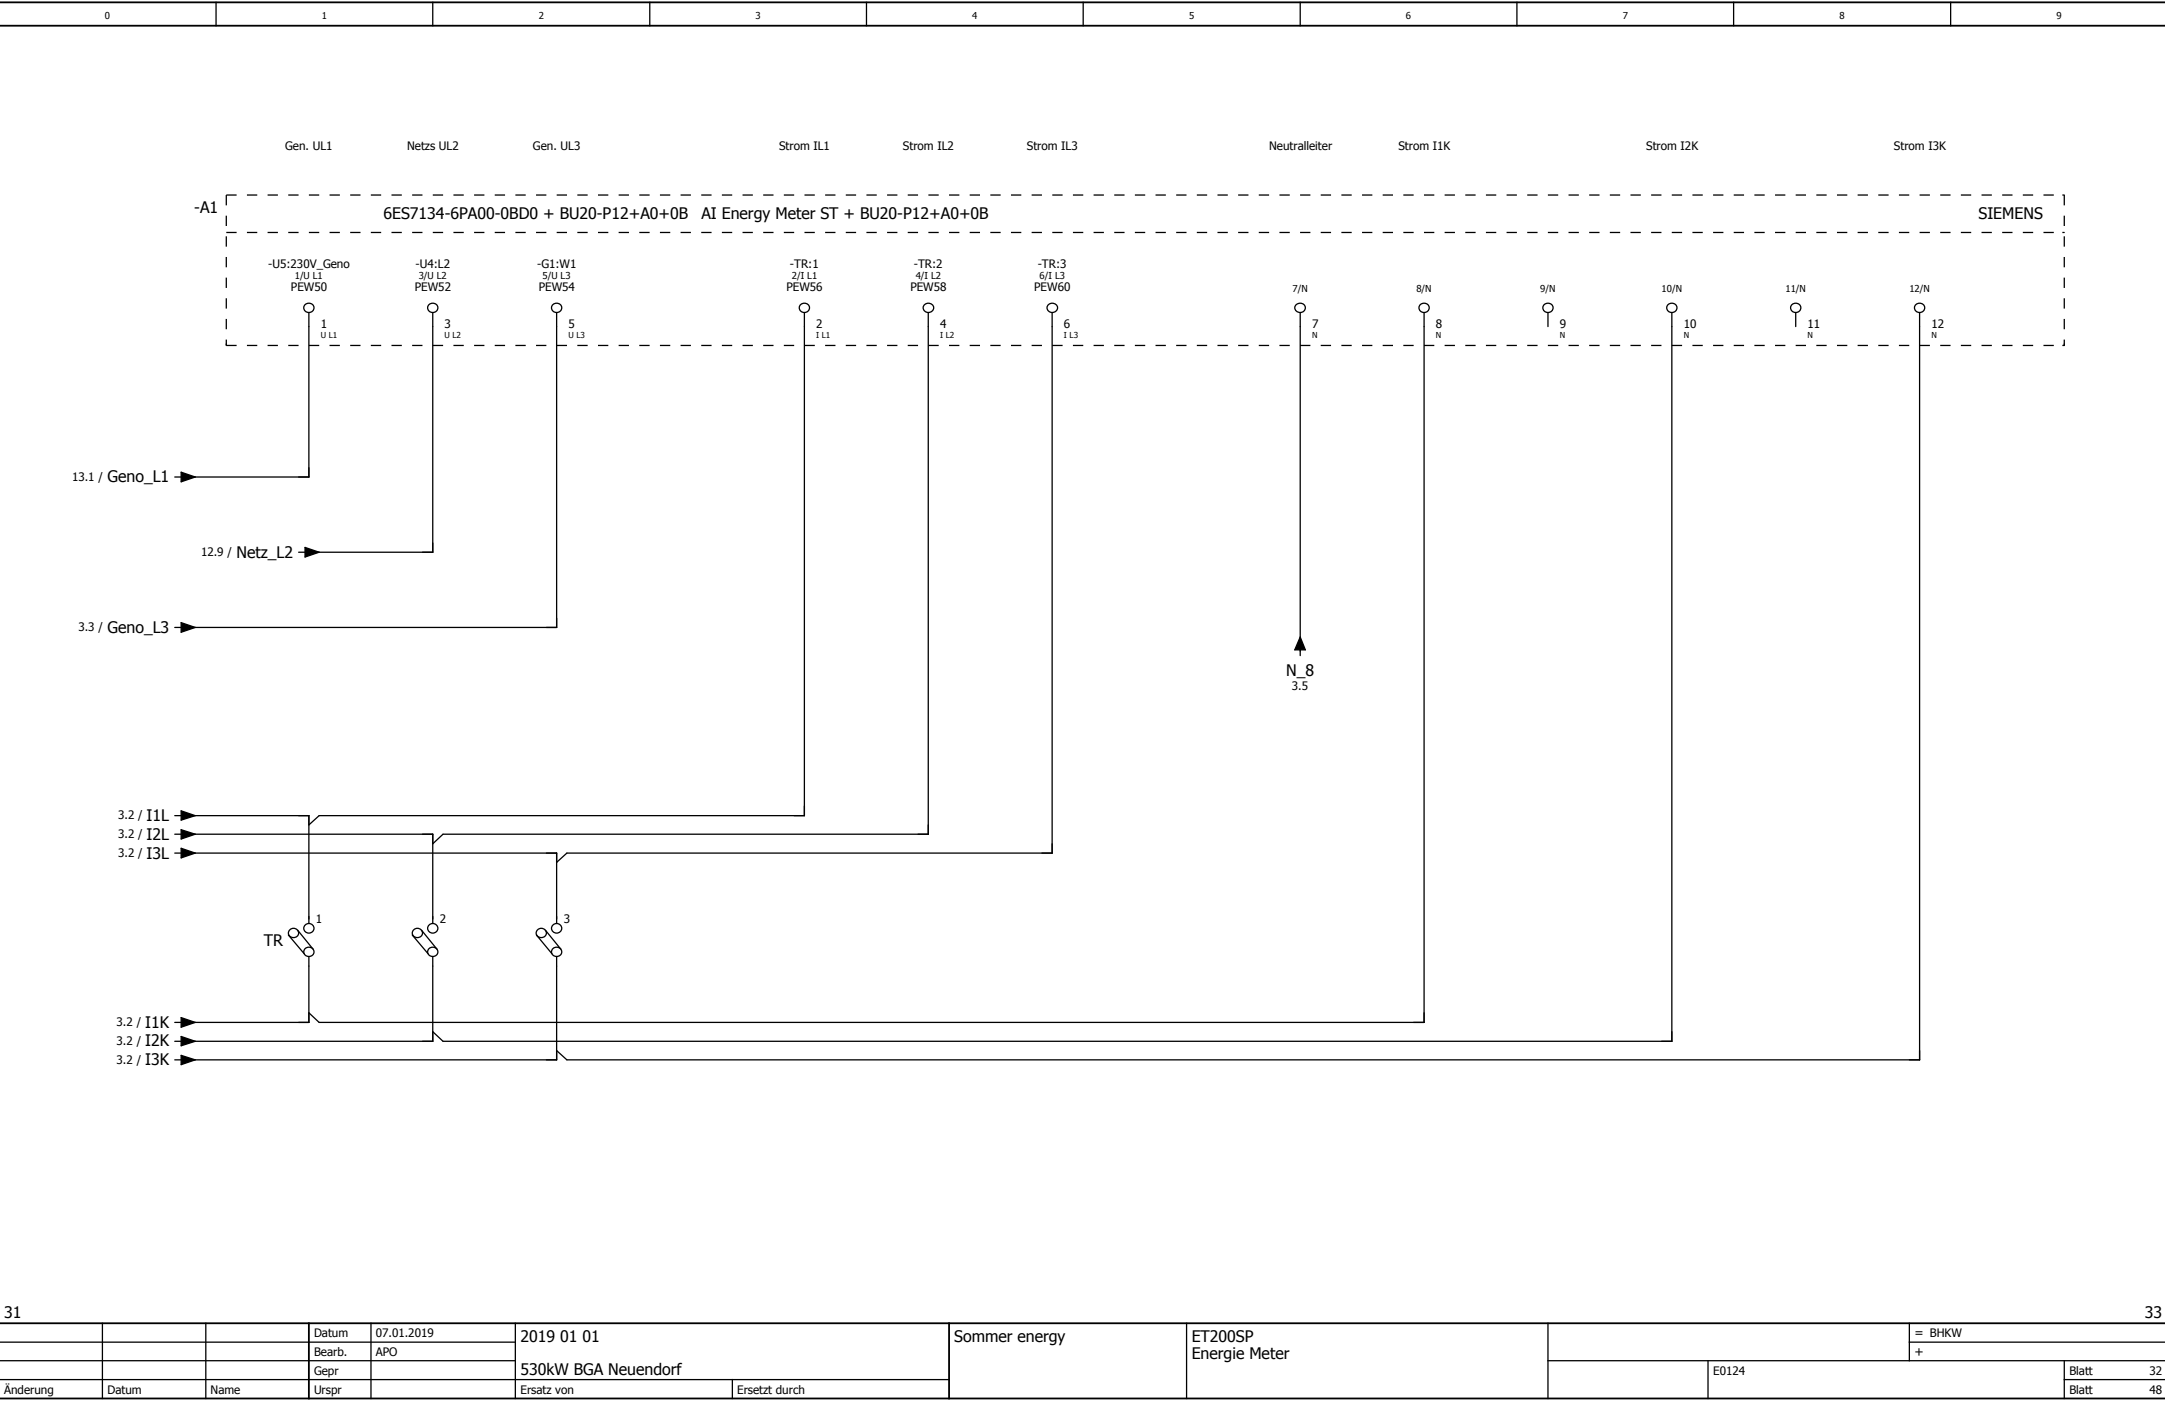 0 1 2 3 4 5 6 7 8 9
Gen. UL1 Netzs UL2 Gen. UL3 Strom IL1 Strom IL2 Strom IL3 Neutralleiter Strom I1K Strom I2K Strom I3K
-A1 6ES7134-6PA00-0BD0 + BU20-P12+A0+0B AI Energy Meter ST + BU20-P12+A0+0B SIEMENS
-U5:230V_Geno -U4:L2 -G1:W1 -TR:1 -TR:2 -TR:3
1/U L1 3/U L2 5/U L3 2/I L1 4/I L2 6/I L3
PEW50 PEW52 PEW54 PEW56 PEW58 PEW60 7/N 8/N 9/N 10/N 11/N 12/N
1 3 5 2 4 6 7 8 9 10 11 12
U L1 U L2 U L3 I L1 I L2 I L3 N N N N N N
13.1 / Geno_L1
12.9 / Netz_L2
3.3 / Geno_L3
N_8
3.5
3.2 / I1L
3.2 / I2L
3.2 / I3L
1 2 3
TR
3.2 / I1K
3.2 / I2K
3.2 / I3K
31 33
Datum 07.01.2019 2019 01 01 Sommer energy ET200SP = BHKW
Bearb. APO Energie Meter +
Gepr 530kW BGA Neuendorf E0124 Blatt 32
Änderung Datum Name Urspr Ersatz von Ersetzt durch Blatt 48